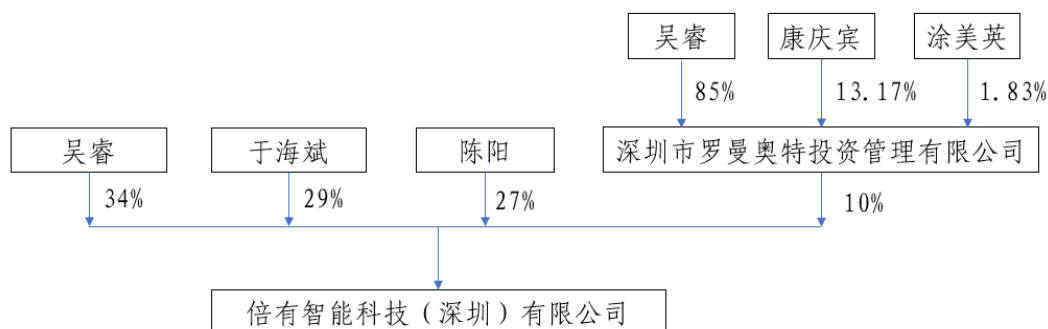 吴睿 康庆宾 涂美英
85% 13.17% 1.83%
吴睿 于海斌 陈阳 深圳市罗曼奥特投资管理有限公司
34% 29% 27% 10%
倍有智能科技（深圳）有限公司